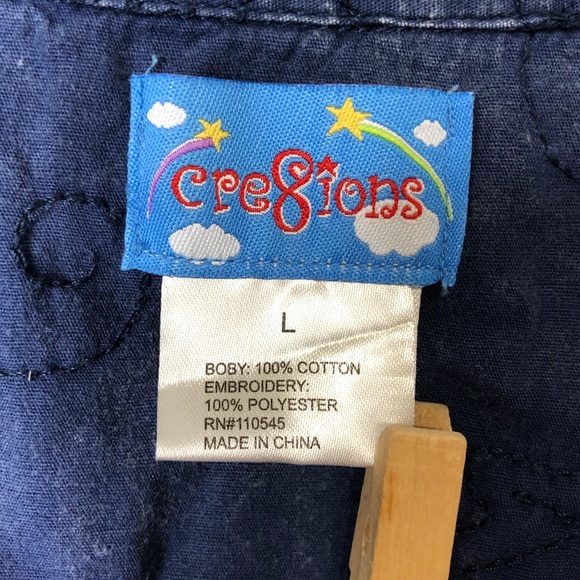 cre8ions
L
BOBY: 100% COTTON
EMBROIDERY:
100% POLYESTER
RN#110545
MADE IN CHINA